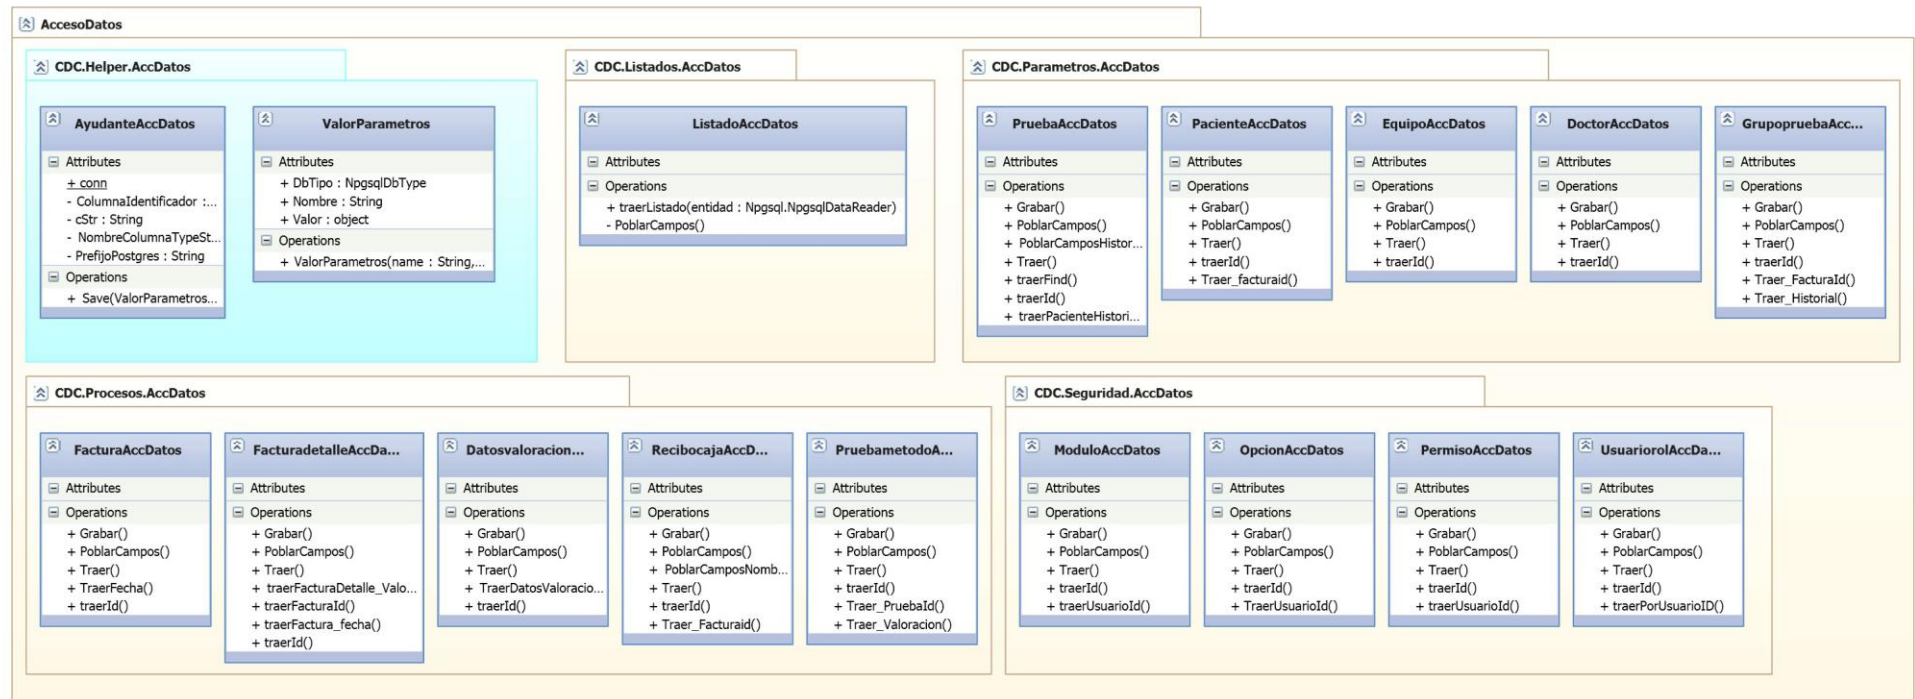 AccesoDatos
CDC.Helper.AccDatos
AyudanteAccDatos
Attributes
+ conn
- ColumnaIdentificador :...
- cStr : String
- NombreColumnaTypeSt...
- PrefijoPostgres : String
Operations
+ Save(ValorParametros...
ValorParametros
Attributes
+ DbTipo : NpgsqlDbType
+ Nombre : String
+ Valor : object
Operations
+ ValorParametros(name : String,...
CDC.Listados.AccDatos
ListadoAccDatos
Attributes
Operations
+ traerListado(entidad : Npgsql.NpgsqlDataReader)
- PoblarCampos()
CDC.Parametros.AccDatos
PruebaAccDatos
Attributes
Operations
+ Grabar()
+ PoblarCampos()
+ PoblarCamposHistor...
+ Traer()
+ traerFind()
+ traerId()
+ traerPacienteHistori...
PacienteAccDatos
Attributes
Operations
+ Grabar()
+ PoblarCampos()
+ Traer()
+ traerId()
+ Traer_facturaid()
EquipoAccDatos
Attributes
Operations
+ Grabar()
+ PoblarCampos()
+ Traer()
+ traerId()
DoctorAccDatos
Attributes
Operations
+ Grabar()
+ PoblarCampos()
+ Traer()
+ traerId()
GrupopruebaAcc...
Attributes
Operations
+ Grabar()
+ PoblarCampos()
+ Traer()
+ traerId()
+ Traer_FacturaId()
+ Traer_Historial()
CDC.Procesos.AccDatos
FacturaAccDatos
Attributes
Operations
+ Grabar()
+ PoblarCampos()
+ Traer()
+ TraerFecha()
+ traerId()
FacturadetalleAccDa...
Attributes
Operations
+ Grabar()
+ PoblarCampos()
+ Traer()
+ traerFacturaDetalle_Valo...
+ traerFacturaId()
+ traerFactura_fecha()
+ traerId()
Datosvaloracion...
Attributes
Operations
+ Grabar()
+ PoblarCampos()
+ Traer()
+ TraerDatosValoracio...
+ traerId()
RecibocajaAccD...
Attributes
Operations
+ Grabar()
+ PoblarCampos()
+ PoblarCamposNomb...
+ Traer()
+ traerId()
+ Traer_Facturaid()
PruebametodoA...
Attributes
Operations
+ Grabar()
+ PoblarCampos()
+ Traer()
+ traerId()
+ Traer_PruebaId()
+ Traer_Valoracion()
CDC.Seguridad.AccDatos
ModuloAccDatos
Attributes
Operations
+ Grabar()
+ PoblarCampos()
+ Traer()
+ traerId()
+ traerUsuarioId()
OpcionAccDatos
Attributes
Operations
+ Grabar()
+ PoblarCampos()
+ Traer()
+ traerId()
+ TraerUsuarioId()
PermisoAccDatos
Attributes
Operations
+ Grabar()
+ PoblarCampos()
+ Traer()
+ traerId()
+ traerUsuarioId()
UsuariorolAccDa...
Attributes
Operations
+ Grabar()
+ PoblarCampos()
+ Traer()
+ traerId()
+ traerPorUsuarioID()